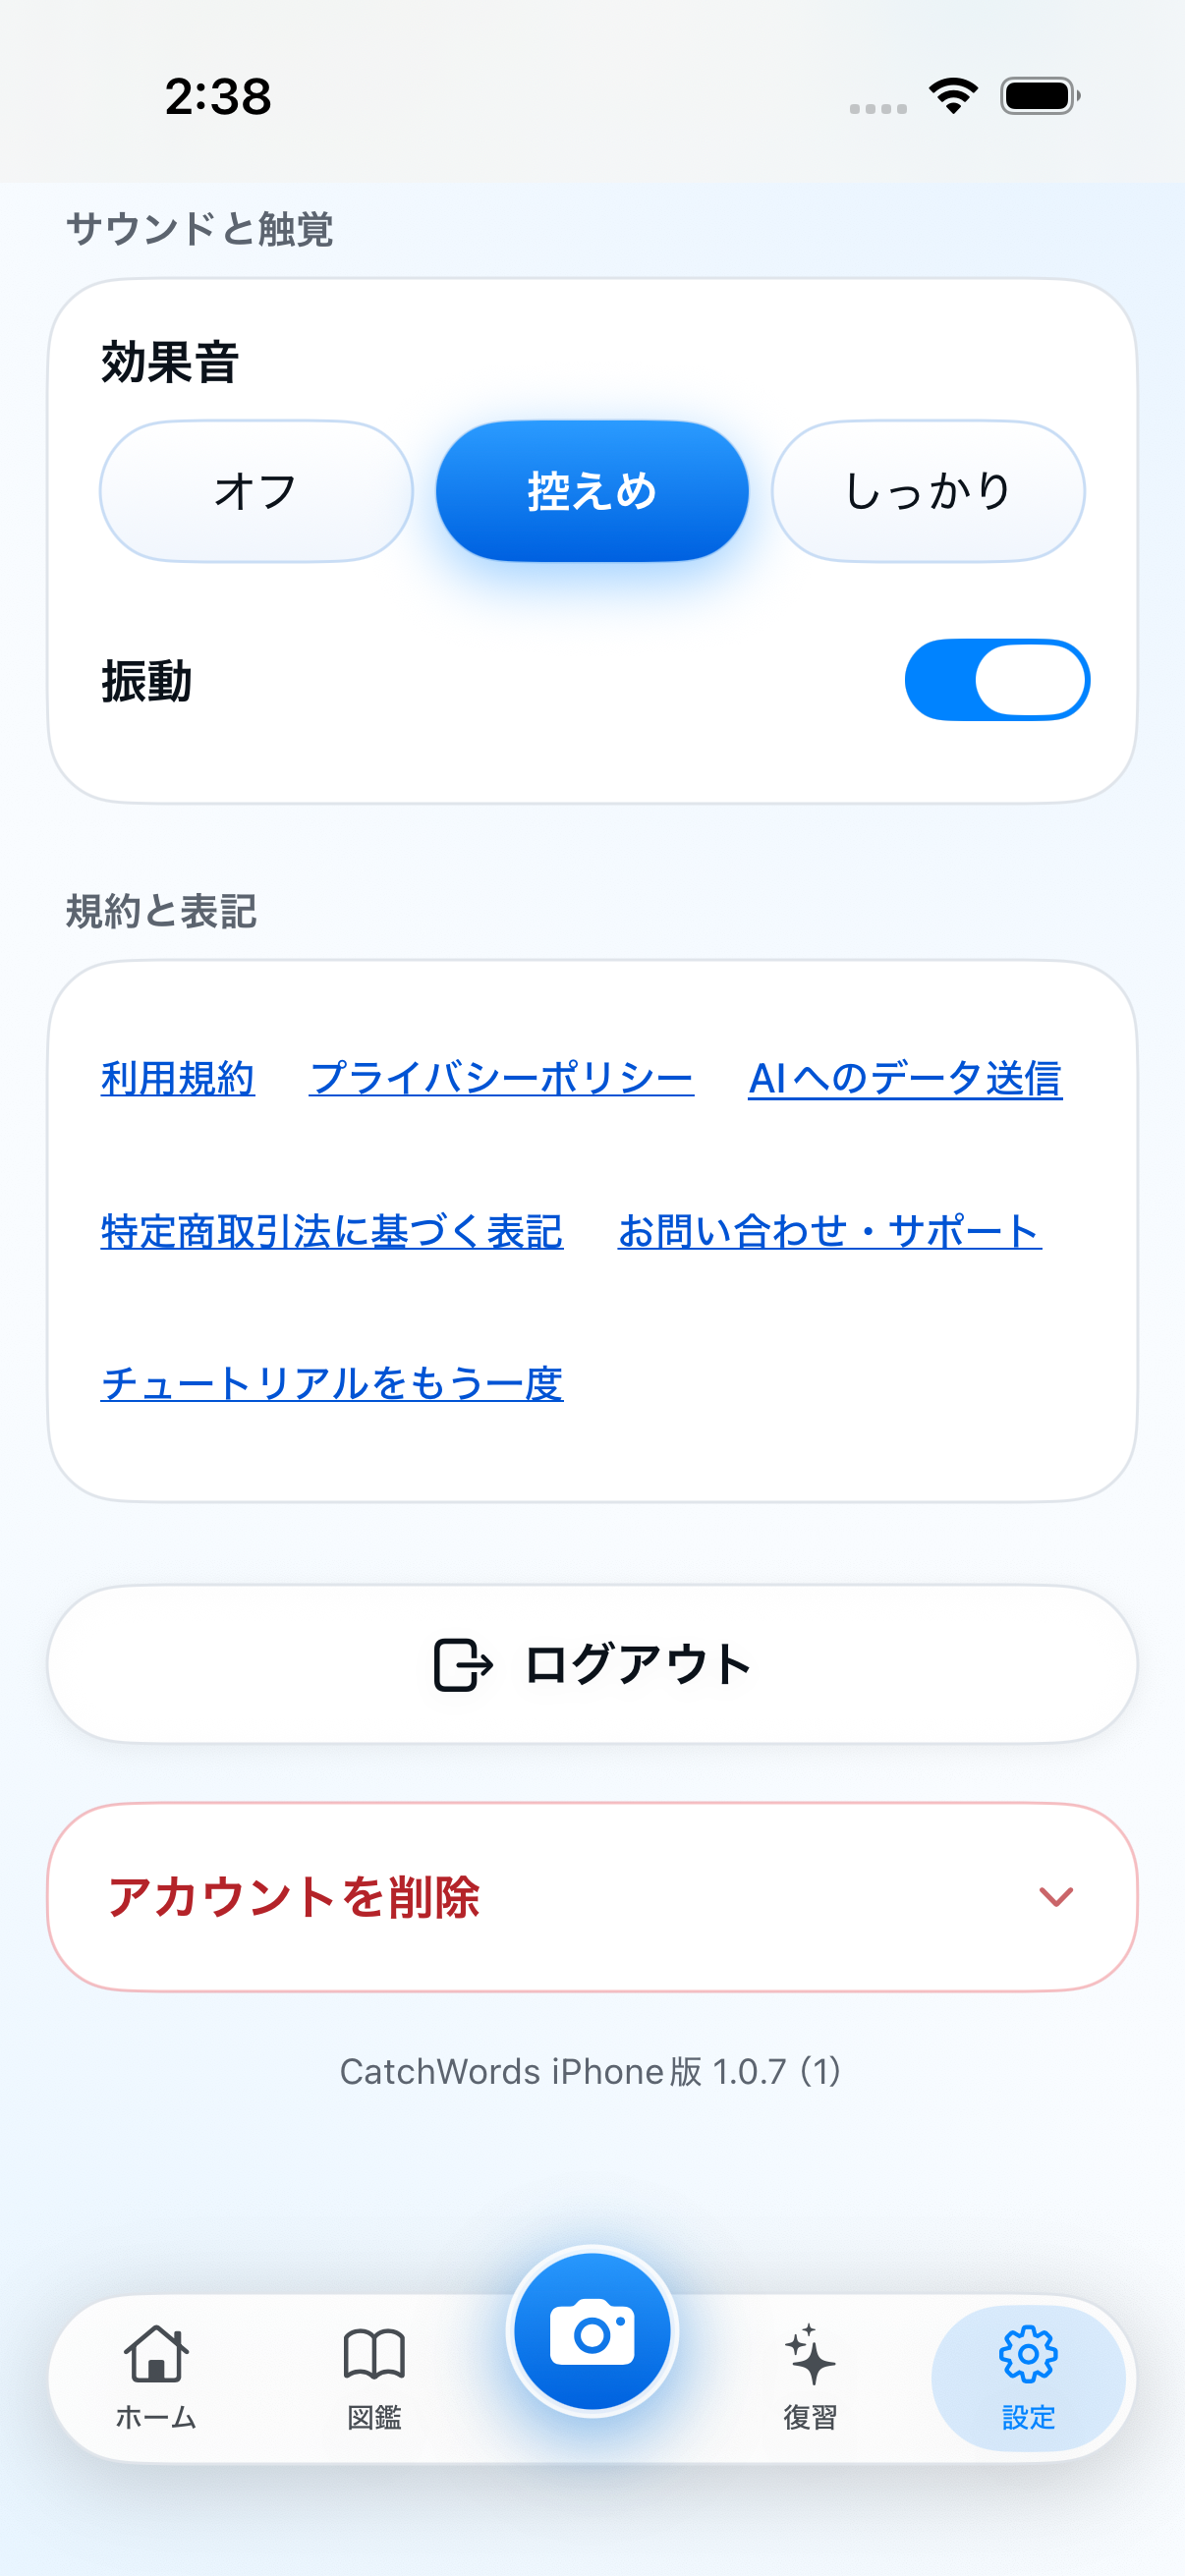 2:38
サウンドと触覚
効果音
オフ 控えめ しっかり
振動
規約と表記
利用規約 プライバシーポリシー AIへのデータ送信
特定商取引法に基づく表記 お問い合わせ・サポート
チュートリアルをもう一度
ログアウト
アカウントを削除
CatchWords iPhone版 1.0.7 (1)
ホーム 図鑑 復習 設定